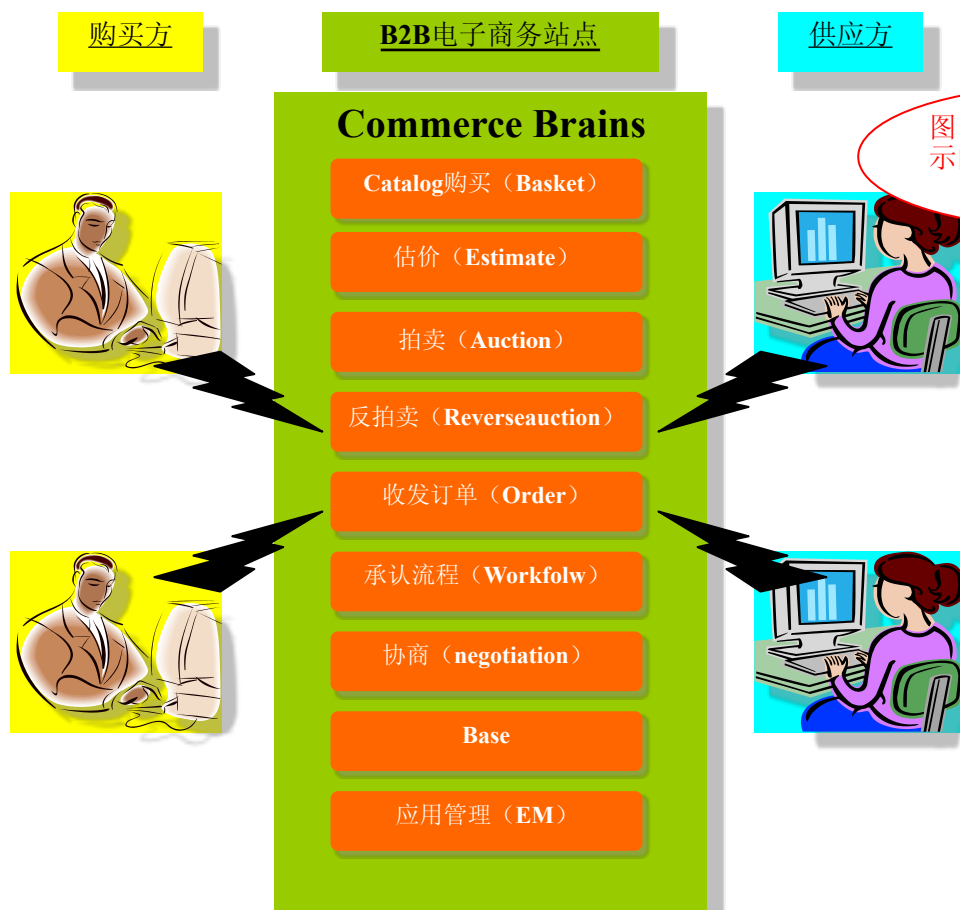 购买方
B2B电子商务站点
供应方
Commerce Brains
图
示
Catalog购买（Basket）
估价（Estimate）
拍卖（Auction）
反拍卖（Reverseauction）
收发订单（Order）
承认流程（Workfolw）
协商（negotiation）
Base
应用管理（EM）